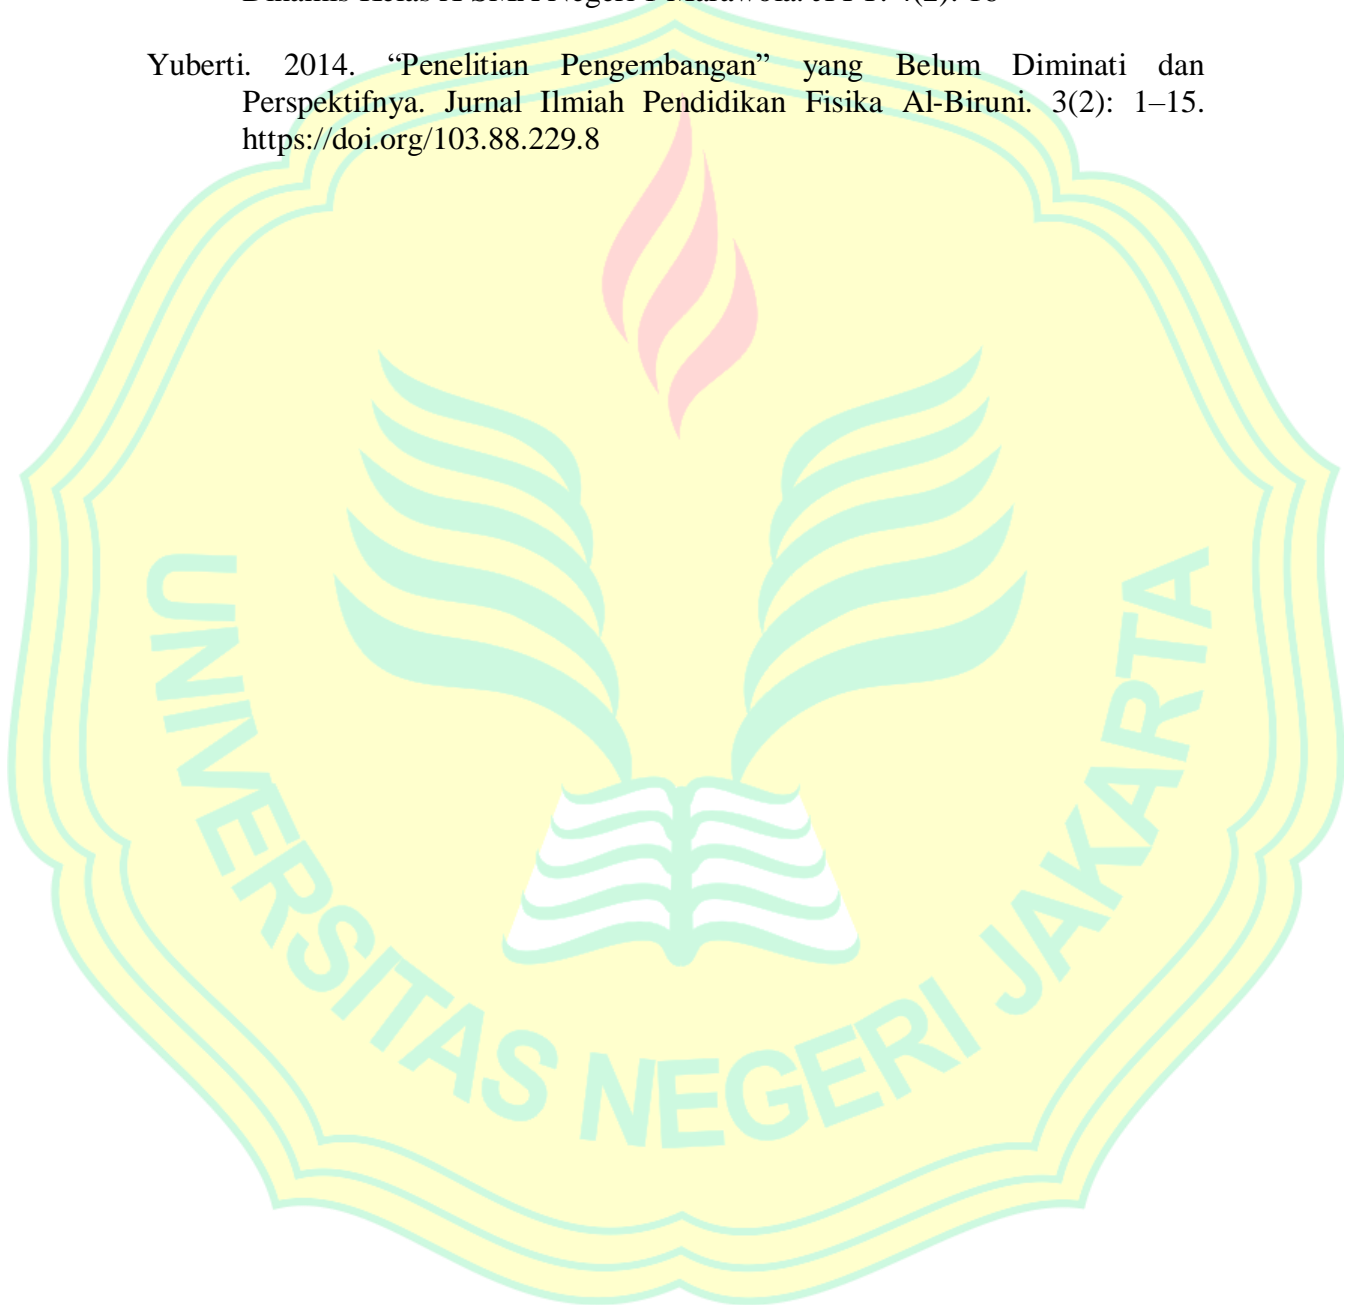 Yuberti. 2014. “Penelitian Pengembangan” yang Belum Diminati dan
Perspektifnya. Jurnal Ilmiah Pendidikan Fisika Al-Biruni. 3(2): 1–15.
https://doi.org/103.88.229.8
UNIVERSITAS NEGERI JAKARTA